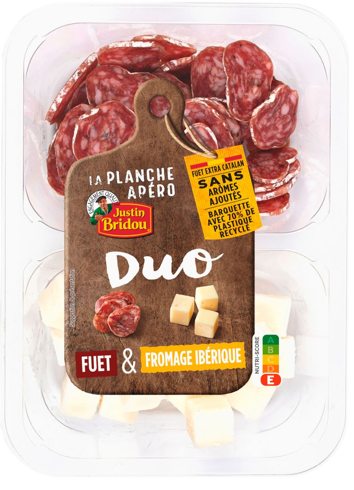 LA PLANCHE
APÉRO
Justin
Bridou
FUET EXTRA CATALAN
SANS
ARÔMES
AJOUTÉS
BARQUETTE
AVEC 70% DE
PLASTIQUE
RECYCLÉ
Duo
FUET & FROMAGE IBÉRIQUE
NUTRI-SCORE
A
B
C
D
E